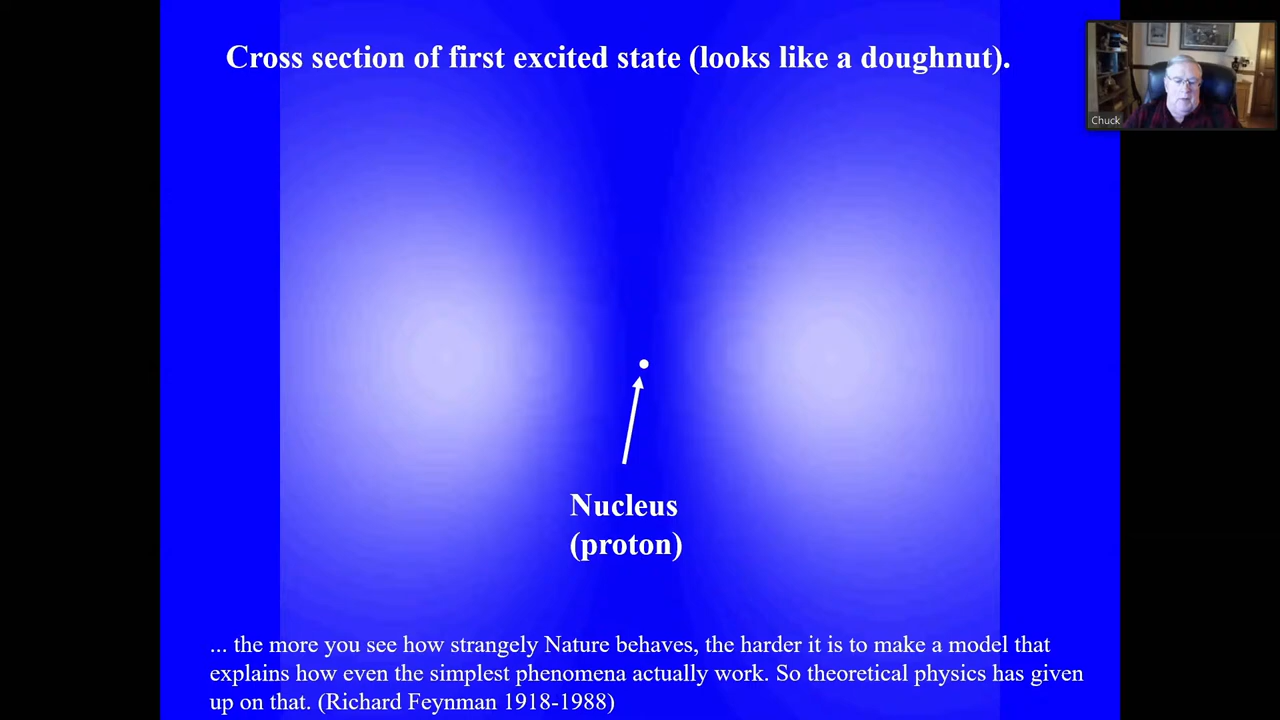 Cross section of first excited state (looks like a doughnut).
Chuck
Nucleus
(proton)
... the more you see how strangely Nature behaves, the harder it is to make a model that
explains how even the simplest phenomena actually work. So theoretical physics has given
up on that. (Richard Feynman 1918-1988)